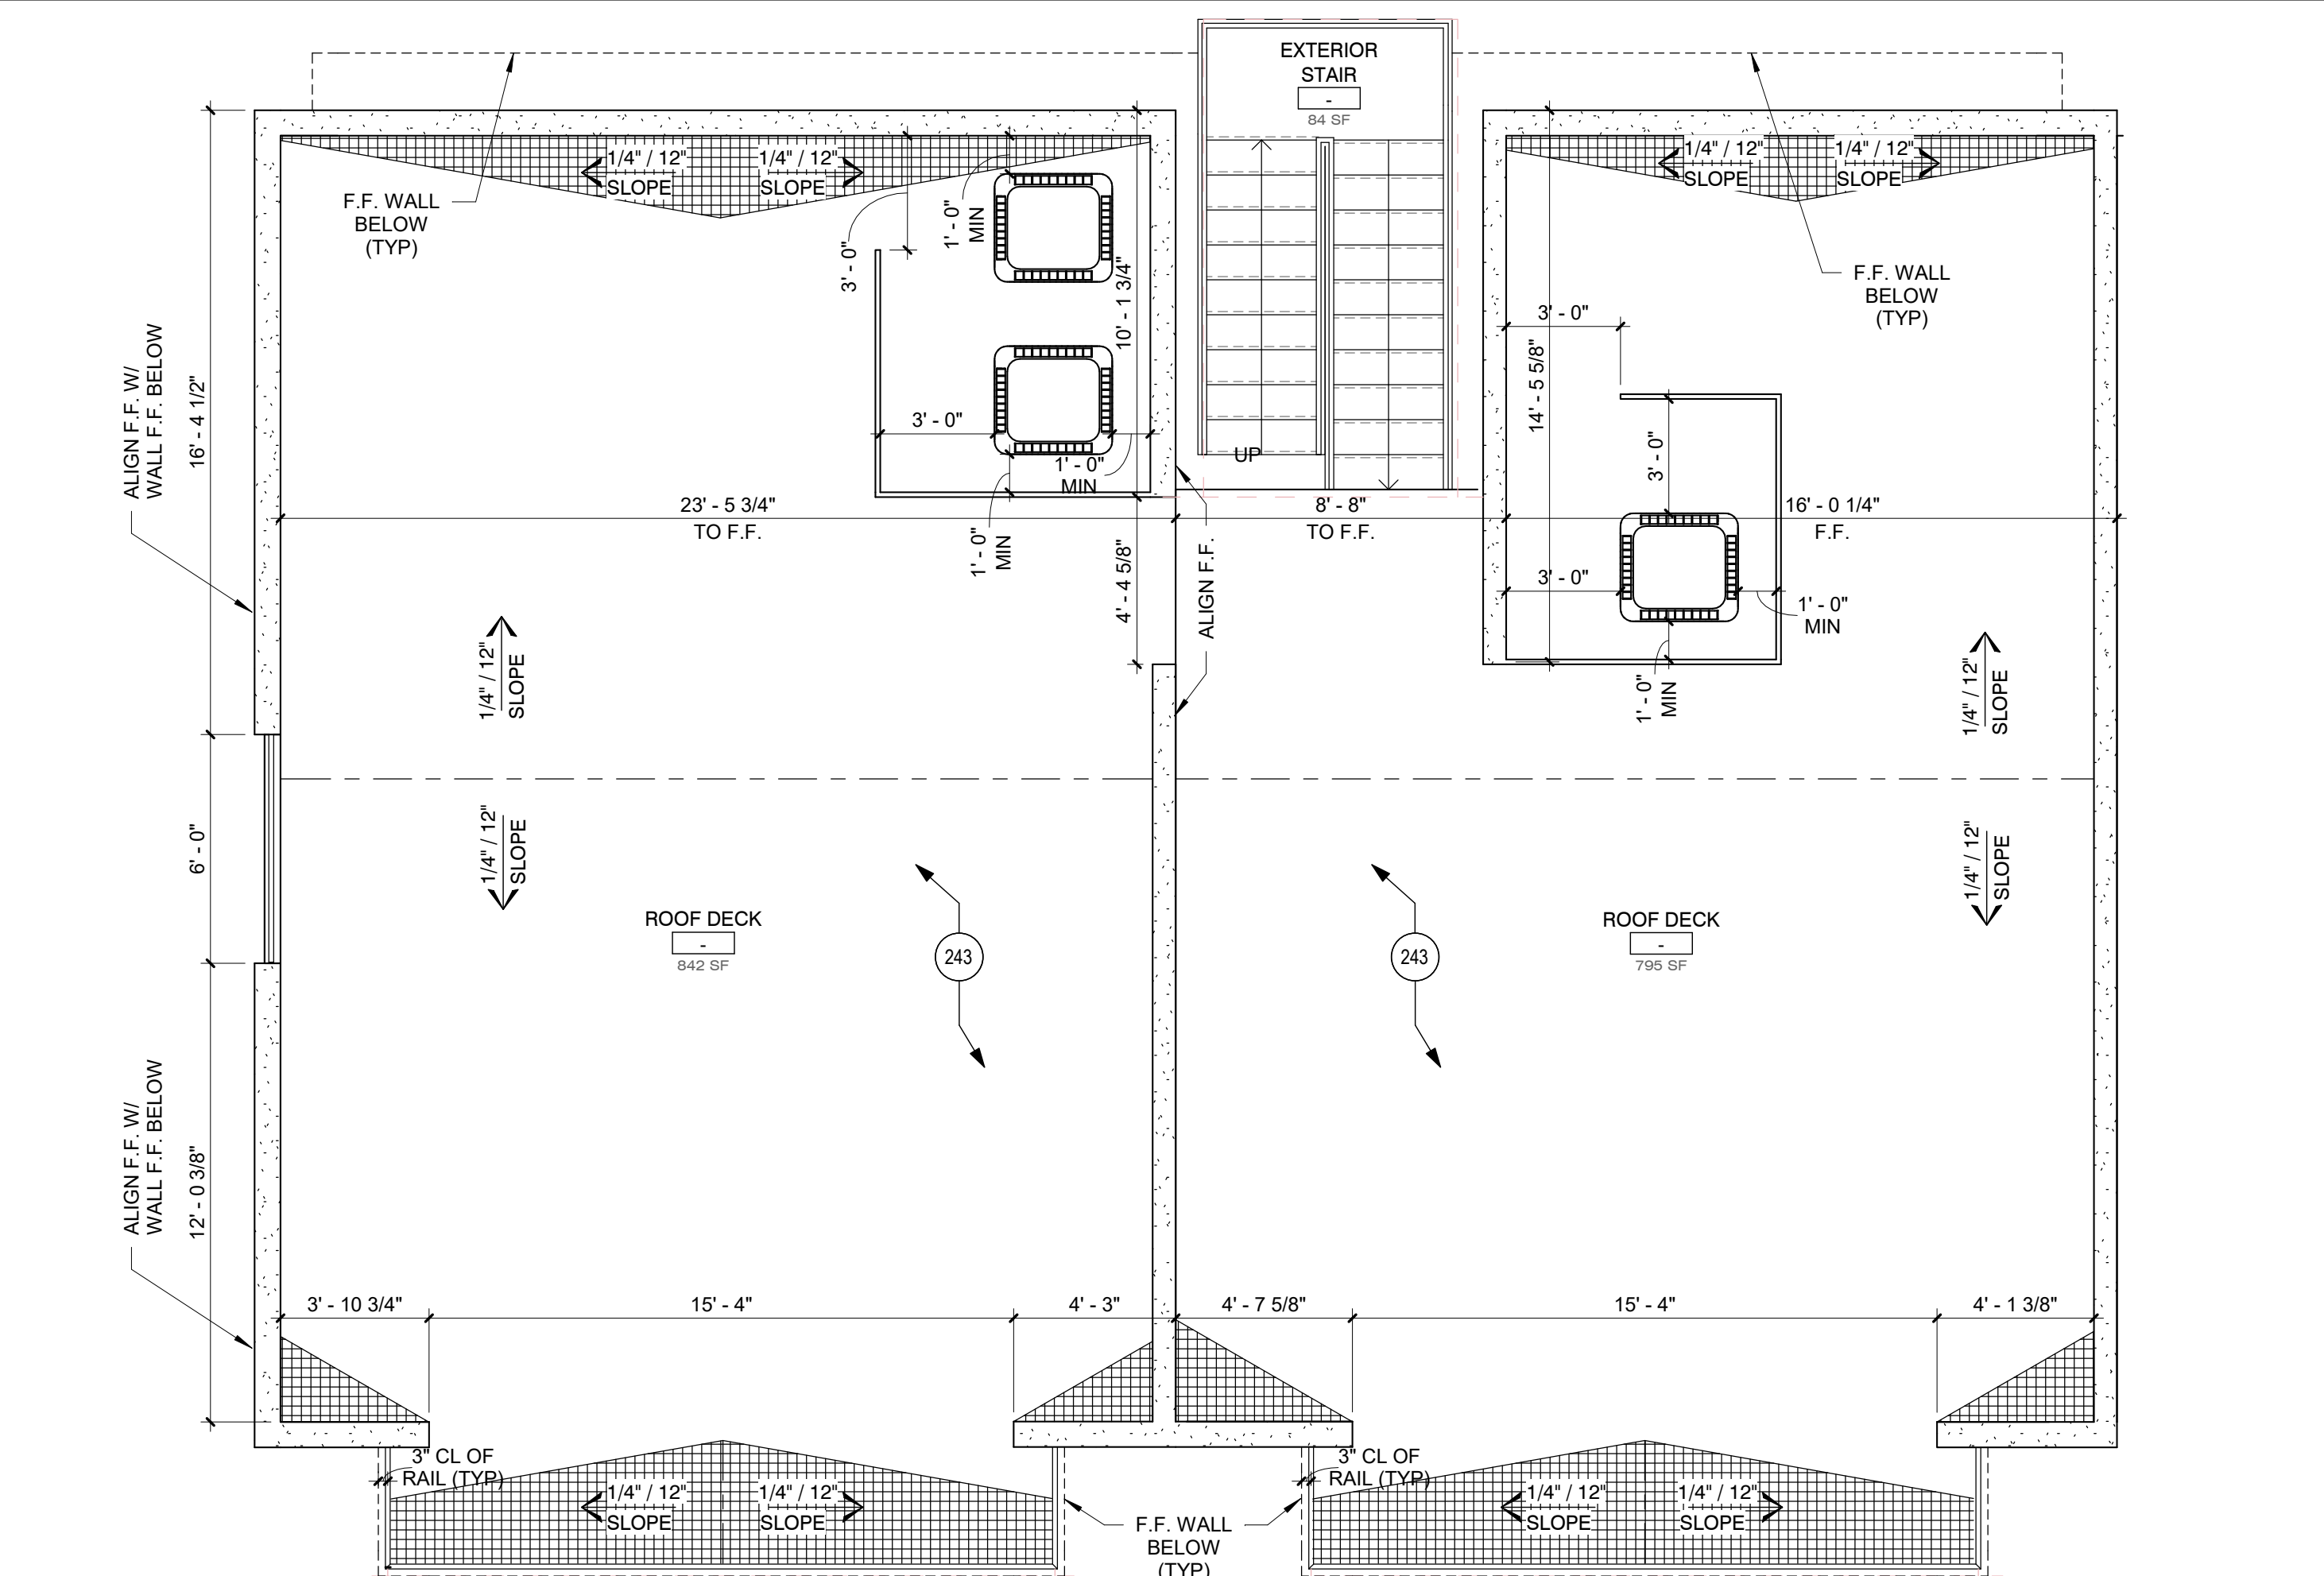 EXTERIOR
STAIR
-
84 SF
1/4" / 12"
SLOPE
1/4" / 12"
SLOPE
1/4" / 12"
SLOPE
1/4" / 12"
SLOPE
F.F. WALL
BELOW
(TYP)
3' - 0"
1' - 0"
MIN
10' - 1 3/4"
F.F. WALL
BELOW
(TYP)
3' - 0"
14' - 5 5/8"
ALIGN F.F. W/
WALL F.F. BELOW
16' - 4 1/2"
3' - 0"
1' - 0"
MIN
UP
3' - 0"
23' - 5 3/4"
TO F.F.
8' - 8"
TO F.F.
16' - 0 1/4"
F.F.
1' - 0"
MIN
4' - 4 5/8"
ALIGN F.F.
3' - 0"
1' - 0"
MIN
1' - 0"
MIN
1/4" / 12"
SLOPE
1/4" / 12"
SLOPE
6' - 0"
1/4" / 12"
SLOPE
1/4" / 12"
SLOPE
ROOF DECK
-
842 SF
243
243
ROOF DECK
-
795 SF
ALIGN F.F. W/
WALL F.F. BELOW
12' - 0 3/8"
3' - 10 3/4"
15' - 4"
4' - 3"
4' - 7 5/8"
15' - 4"
4' - 1 3/8"
3" CL OF
RAIL (TYP)
3" CL OF
RAIL (TYP)
1/4" / 12"
SLOPE
1/4" / 12"
SLOPE
F.F. WALL
BELOW
(TYP)
1/4" / 12"
SLOPE
1/4" / 12"
SLOPE